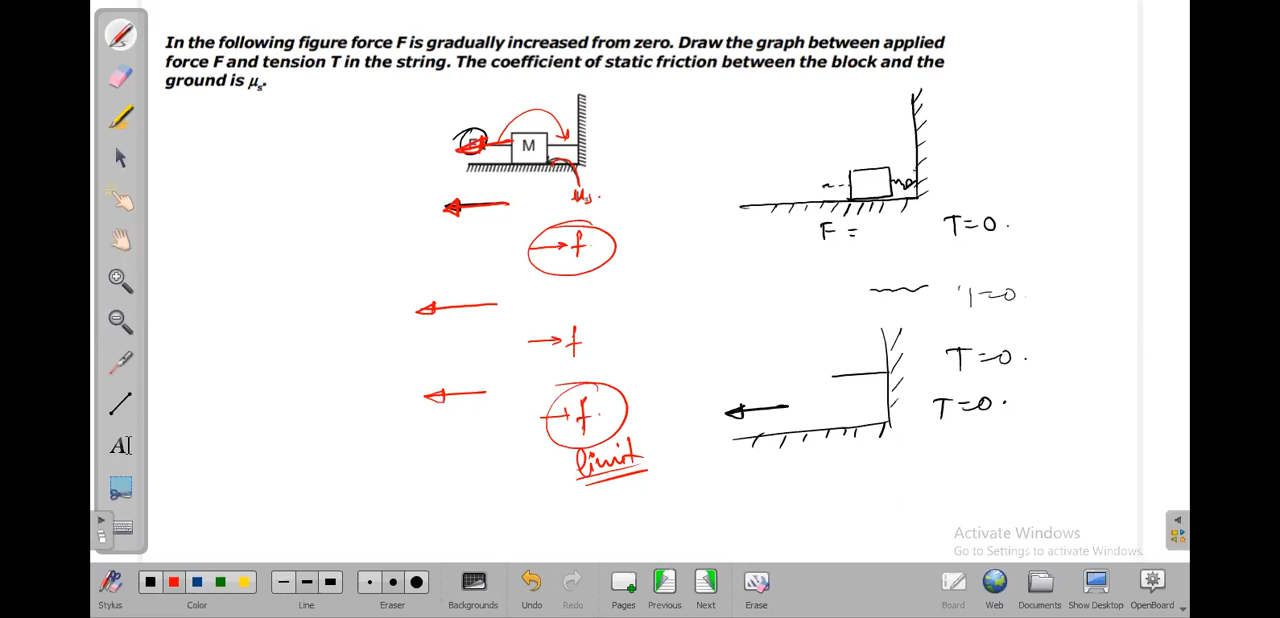 In the following figure force F is gradually increased from zero. Draw the graph between applied
force F and tension T in the string. The coefficient of static friction between the block and the
ground is μs.
M
μs.
F =
T=0.
f
T=0
f
T=0.
f
T=0.
limit
Activate Windows
Go to Settings to activate Windows.
Stylus
Color
Line
Eraser
Backgrounds
Undo
Redo
Pages
Previous
Next
Erase
Board
Web
Documents
Show Desktop
OpenBoard